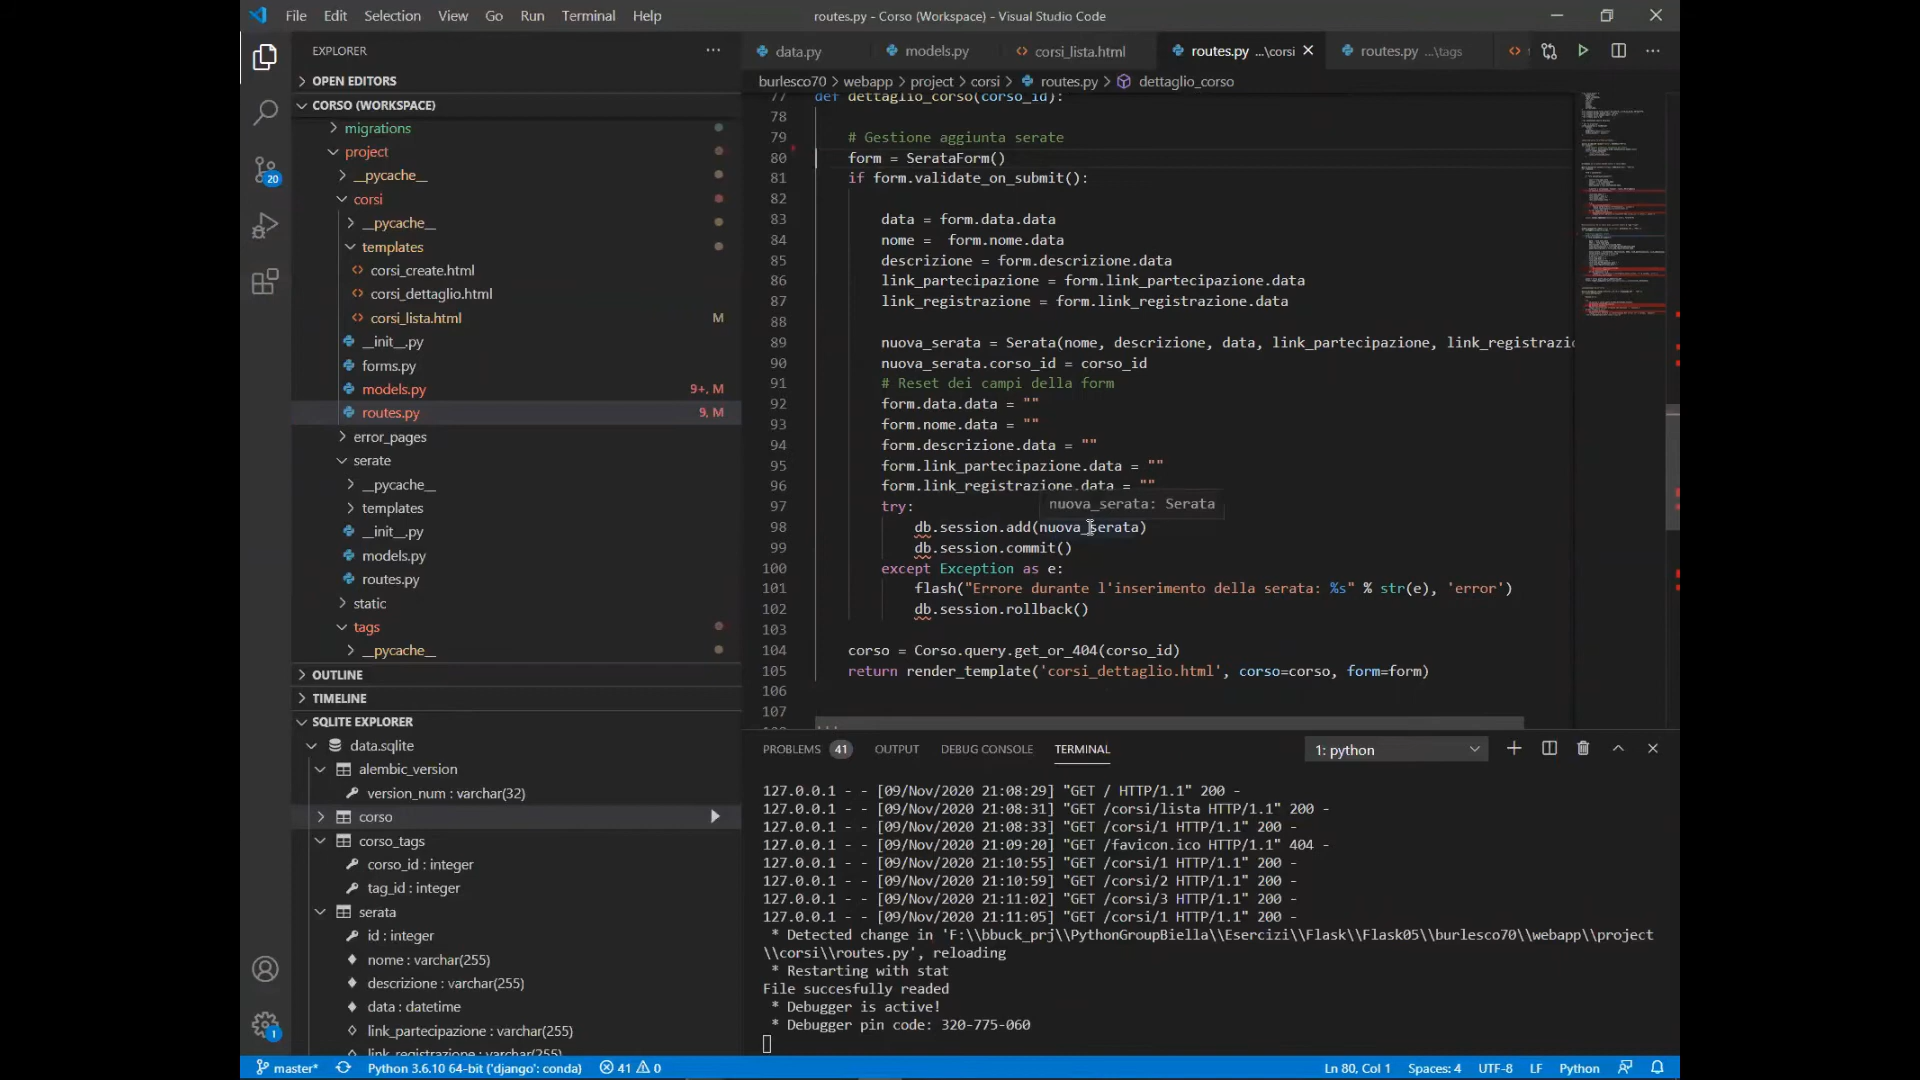 File Edit Selection View Go Run Terminal Help
routes.py - Corso (Workspace) - Visual Studio Code
EXPLORER
OPEN EDITORS
CORSO (WORKSPACE)
migrations
project
__pycache__
corsi
__pycache__
templates
corsi_create.html
corsi_dettaglio.html
corsi_lista.html M
__init__.py
forms.py
models.py 9+, M
routes.py 9, M
error_pages
serate
__pycache__
templates
__init__.py
models.py
routes.py
static
tags
__pycache__
OUTLINE
TIMELINE
SQLITE EXPLORER
data.sqlite
alembic_version
version_num : varchar(32)
corso
corso_tags
corso_id : integer
tag_id : integer
serata
id : integer
nome : varchar(255)
descrizione : varchar(255)
data : datetime
link_partecipazione : varchar(255)
link_registrazione : varchar(255)
20
1
data.py models.py corsi_lista.html routes.py ...\corsi routes.py ...\tags
burlesco70 > webapp > project > corsi > routes.py > dettaglio_corso
77 def dettaglio_corso(corso_id):
78
79 # Gestione aggiunta serate
80 form = SerataForm()
81 if form.validate_on_submit():
82
83 data = form.data.data
84 nome =  form.nome.data
85 descrizione = form.descrizione.data
86 link_partecipazione = form.link_partecipazione.data
87 link_registrazione = form.link_registrazione.data
88
89 nuova_serata = Serata(nome, descrizione, data, link_partecipazione, link_registrazio
90 nuova_serata.corso_id = corso_id
91 # Reset dei campi della form
92 form.data.data = ""
93 form.nome.data = ""
94 form.descrizione.data = ""
95 form.link_partecipazione.data = ""
96 form.link_registrazione.data = ""
nuova_serata: Serata
97 try:
98 db.session.add(nuova_serata)
99 db.session.commit()
100 except Exception as e:
101 flash("Errore durante l'inserimento della serata: %s" % str(e), 'error')
102 db.session.rollback()
103
104 corso = Corso.query.get_or_404(corso_id)
105 return render_template('corsi_dettaglio.html', corso=corso, form=form)
106
107
PROBLEMS 41 OUTPUT DEBUG CONSOLE TERMINAL 1: python
127.0.0.1 - - [09/Nov/2020 21:08:29] "GET / HTTP/1.1" 200 -
127.0.0.1 - - [09/Nov/2020 21:08:31] "GET /corsi/lista HTTP/1.1" 200 -
127.0.0.1 - - [09/Nov/2020 21:08:33] "GET /corsi/1 HTTP/1.1" 200 -
127.0.0.1 - - [09/Nov/2020 21:09:20] "GET /favicon.ico HTTP/1.1" 404 -
127.0.0.1 - - [09/Nov/2020 21:10:55] "GET /corsi/1 HTTP/1.1" 200 -
127.0.0.1 - - [09/Nov/2020 21:10:59] "GET /corsi/2 HTTP/1.1" 200 -
127.0.0.1 - - [09/Nov/2020 21:11:02] "GET /corsi/3 HTTP/1.1" 200 -
127.0.0.1 - - [09/Nov/2020 21:11:05] "GET /corsi/1 HTTP/1.1" 200 -
* Detected change in 'F:\\bbuck_prj\\PythonGroupBiella\\Esercizi\\Flask\\Flask05\\burlesco70\\webapp\\project
\\corsi\\routes.py', reloading
* Restarting with stat
File succesfully readed
* Debugger is active!
* Debugger pin code: 320-775-060
master* Python 3.6.10 64-bit ('django': conda) 41 0 Ln 80, Col 1 Spaces: 4 UTF-8 LF Python